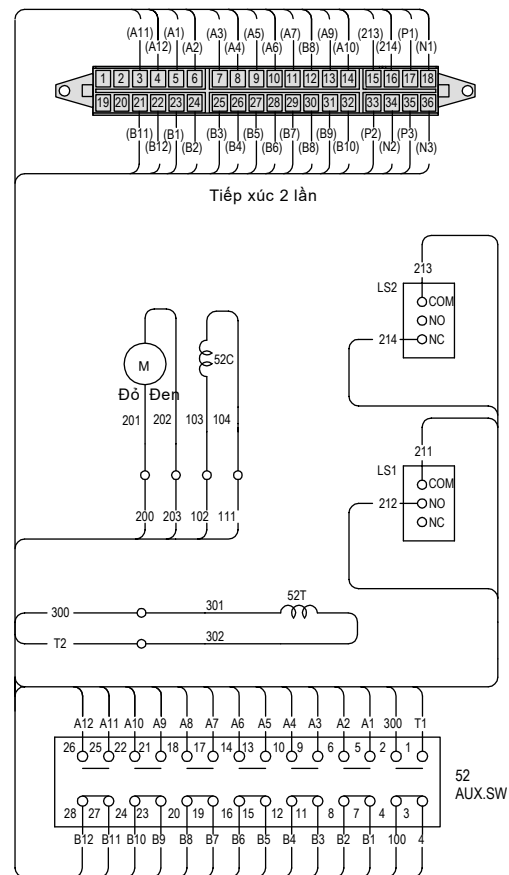 (A11) (A1) (A3) (A5) (A7) (A9) (213) (P1)
(A12) (A2) (A4) (A6) (B8) (A10) (214) (N1)
1 2 3 4 5 6 7 8 9 10 11 12 13 14 15 16 17 18
19 20 21 22 23 24 25 26 27 28 29 30 31 32 33 34 35 36
(B11) (B1) (B3) (B5) (B7) (B9) (P2) (P3)
(B12) (B2) (B4) (B6) (B8) (B10) (N2) (N3)
Tiếp xúc 2 lần
213
LS2
COM
NO
214 NC
M
52C
Đỏ Đen
201 202 103 104
200 203 102 111
211
LS1
COM
212 NO
NC
300 301 52T
T2 302
A12 A11 A10 A9 A8 A7 A6 A5 A4 A3 A2 A1 300 T1
26 25 22 21 18 17 14 13 10 9 6 5 2 1
52
AUX.SW
28 27 24 23 20 19 16 15 12 11 8 7 4 3
B12 B11 B10 B9 B8 B7 B6 B5 B4 B3 B2 B1 100 4